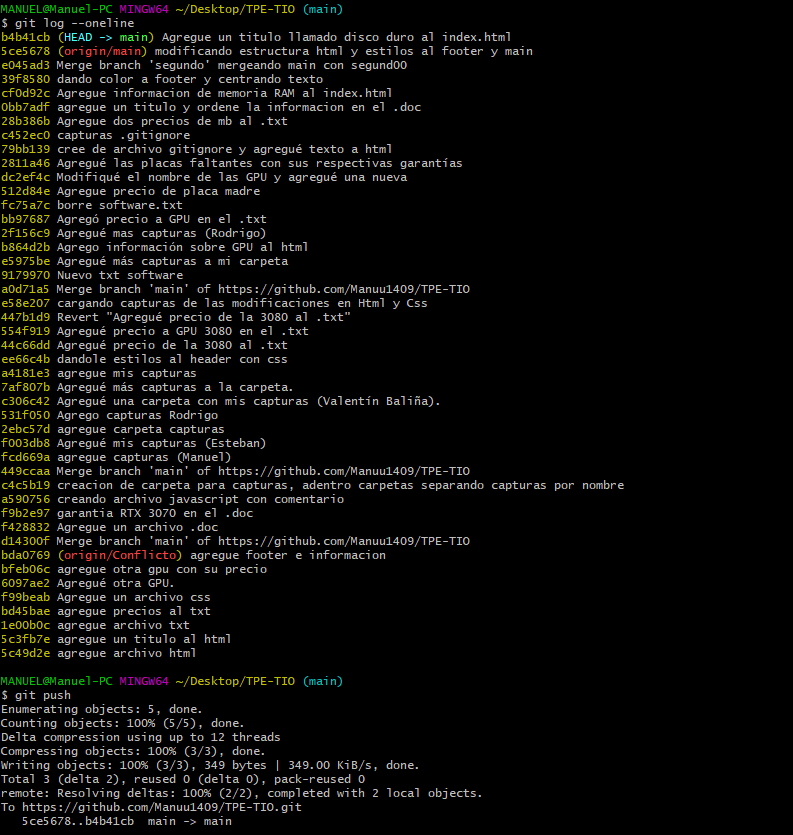 MANUEL@Manuel-PC MINGW64 ~/Desktop/TPE-TIO (main)
$ git log --oneline
b4b41cb (HEAD -> main) Agregue un titulo llamado disco duro al index.html
5ce5678 (origin/main) modificando estructura html y estilos al footer y main
e045ad3 Merge branch 'segundo' mergeando main con segund00
39f8580 dando color a footer y centrando texto
cf0d92c Agregue informacion de memoria RAM al index.html
0bb7adf agregue un titulo y ordene la informacion en el .doc
28b386b Agregue dos precios de mb al .txt
c452ec0 capturas .gitignore
79bb139 cree de archivo gitignore y agregué texto a html
2811a46 Agregué las placas faltantes con sus respectivas garantías
dc2ef4c Modifiqué el nombre de las GPU y agregué una nueva
512d84e Agregue precio de placa madre
fc75a7c borre software.txt
bb97687 Agregó precio a GPU en el .txt
2f156c9 Agregué mas capturas (Rodrigo)
b864d2b Agrego información sobre GPU al html
e5975be Agregué más capturas a mi carpeta
9179970 Nuevo txt software
a0d71a5 Merge branch 'main' of https://github.com/Manuu1409/TPE-TIO
e58e207 cargando capturas de las modificaciones en Html y Css
447b1d9 Revert "Agregué precio de la 3080 al .txt"
554f919 Agregué precio a GPU 3080 en el .txt
44c66dd Agregué precio de la 3080 al .txt
ee66c4b dandole estilos al header con css
a4181e3 agregue mis capturas
7af807b Agregué más capturas a la carpeta.
c306c42 Agregué una carpeta con mis capturas (Valentín Baliña).
531f050 Agrego capturas Rodrigo
2ebc57d agregue carpeta capturas
f003db8 Agregué mis capturas (Esteban)
fcd669a agregue capturas (Manuel)
449ccaa Merge branch 'main' of https://github.com/Manuu1409/TPE-TIO
c4c5b19 creacion de carpeta para capturas, adentro carpetas separando capturas por nombre
a590756 creando archivo javascript con comentario
f9b2e97 garantia RTX 3070 en el .doc
f428832 Agregue un archivo .doc
d14300f Merge branch 'main' of https://github.com/Manuu1409/TPE-TIO
bda0769 (origin/Conflicto) agregue footer e informacion
bfeb06c agregue otra gpu con su precio
6097ae2 Agregué otra GPU.
f99beab Agregue un archivo css
bd45bae agregue precios al txt
1e00b0c agregue archivo txt
5c3fb7e agregue un titulo al html
5c49d2e agregue archivo html
MANUEL@Manuel-PC MINGW64 ~/Desktop/TPE-TIO (main)
$ git push
Enumerating objects: 5, done.
Counting objects: 100% (5/5), done.
Delta compression using up to 12 threads
Compressing objects: 100% (3/3), done.
Writing objects: 100% (3/3), 349 bytes | 349.00 KiB/s, done.
Total 3 (delta 2), reused 0 (delta 0), pack-reused 0
remote: Resolving deltas: 100% (2/2), completed with 2 local objects.
To https://github.com/Manuu1409/TPE-TIO.git
5ce5678..b4b41cb  main -> main